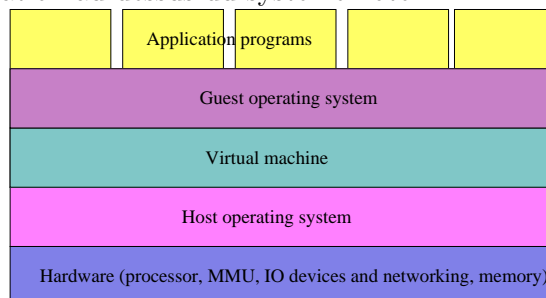 Application programs
Guest operating system
Virtual machine
Host operating system
Hardware (processor, MMU, IO devices and networking, memory)